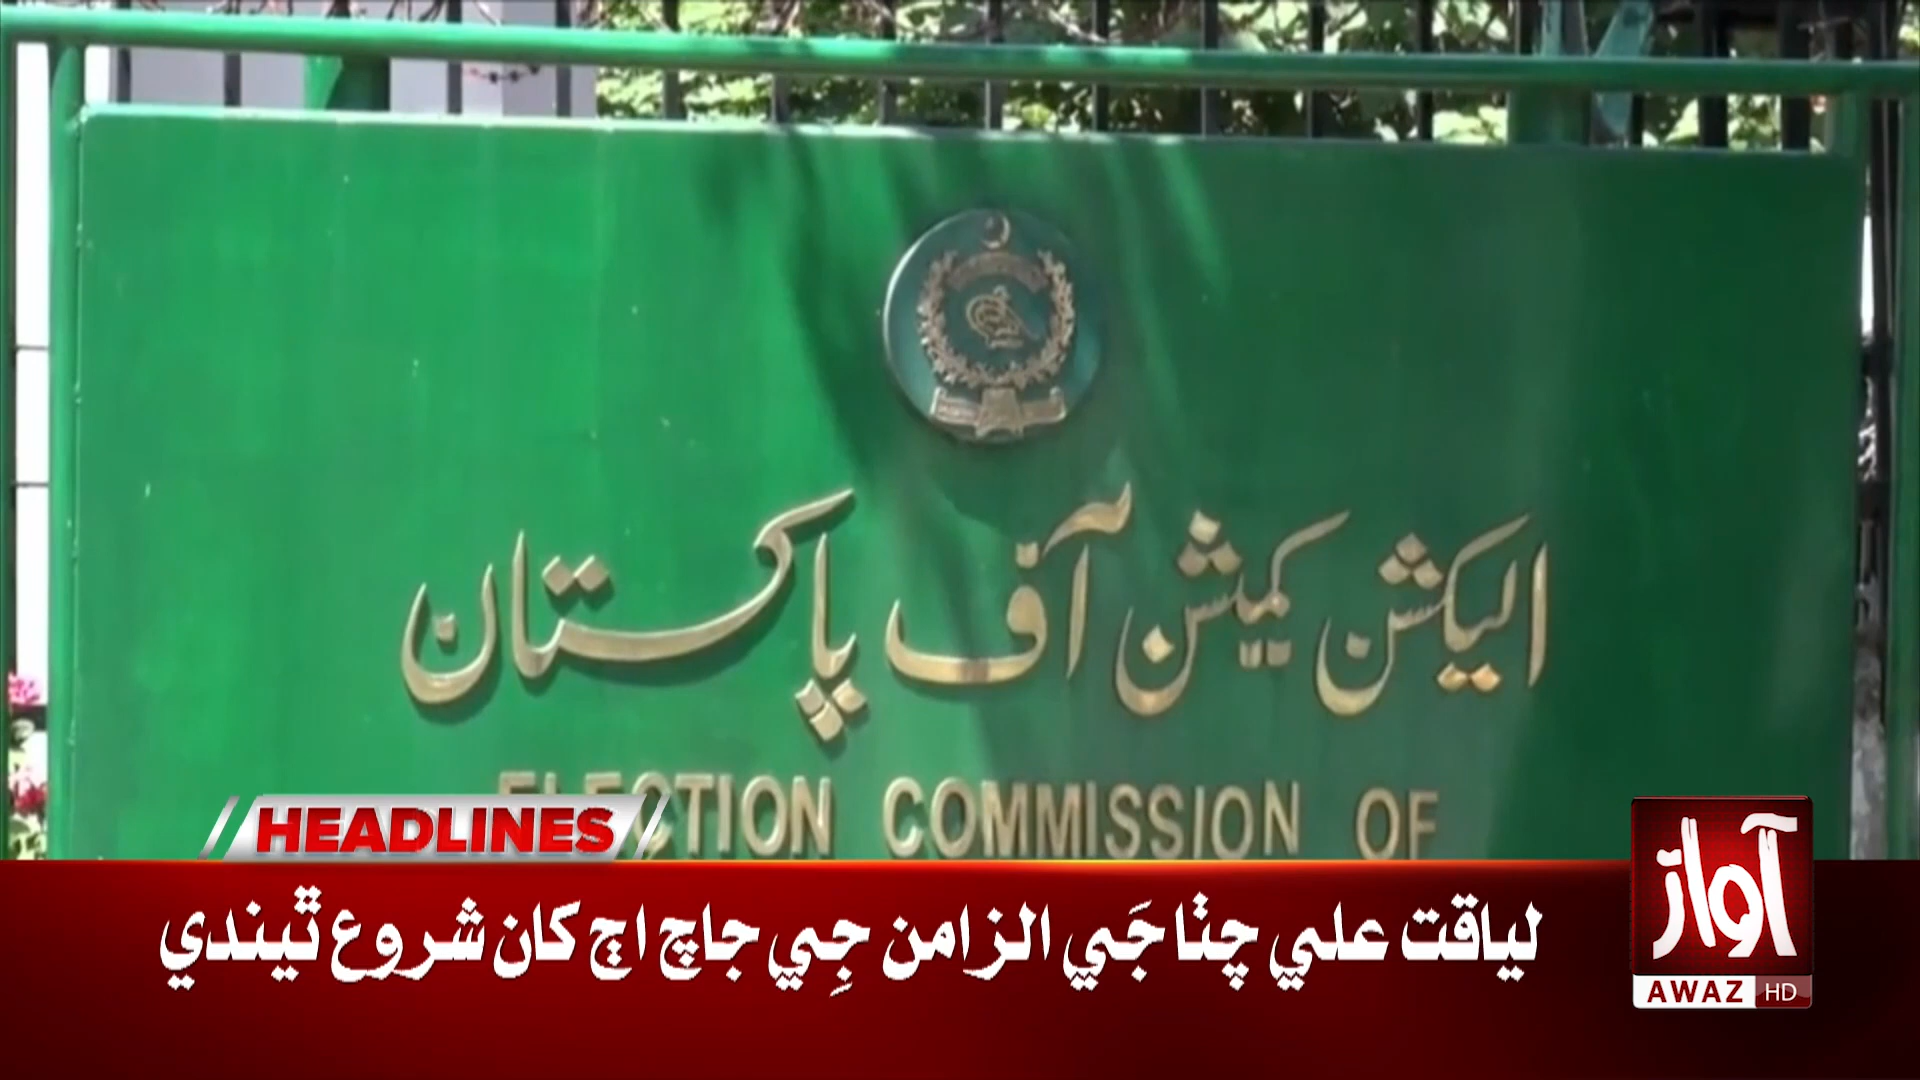 الیکشن کمیشن آف پاکستان
ELECTION COMMISSION OF
HEADLINES
لياقت علي چٺا جَي الزامن جِي جاچ اڄ کان شروع ٿيندي
آواز
AWAZ HD